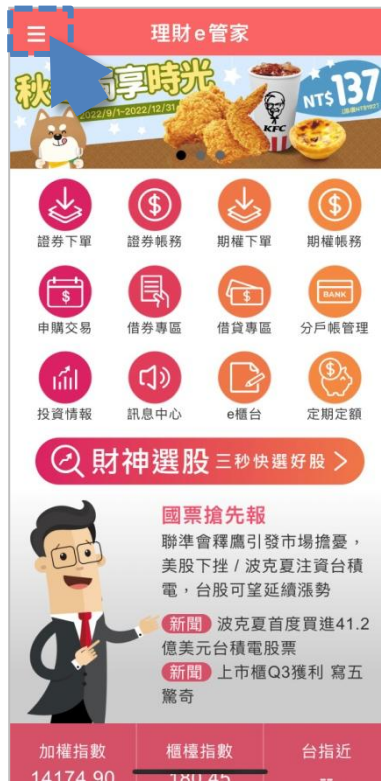 理財e管家
秋
享時光
2022/9/1~2022/12/31
KFC
NT$137
證券下單
證券帳務
期權下單
期權帳務
BANK
申購交易
借券專區
借貸專區
分戶帳管理
投資情報
訊息中心
e櫃台
定期定額
財神選股 三秒快選好股
國票搶先報
聯準會釋鷹引發市場擔憂，
美股下挫 / 波克夏注資台積
電，台股可望延續漲勢
新聞 波克夏首度買進41.2
億美元台積電股票
新聞 上市櫃Q3獲利 寫五
驚奇
加權指數
櫃檯指數
台指近
14174.90
180.45
--